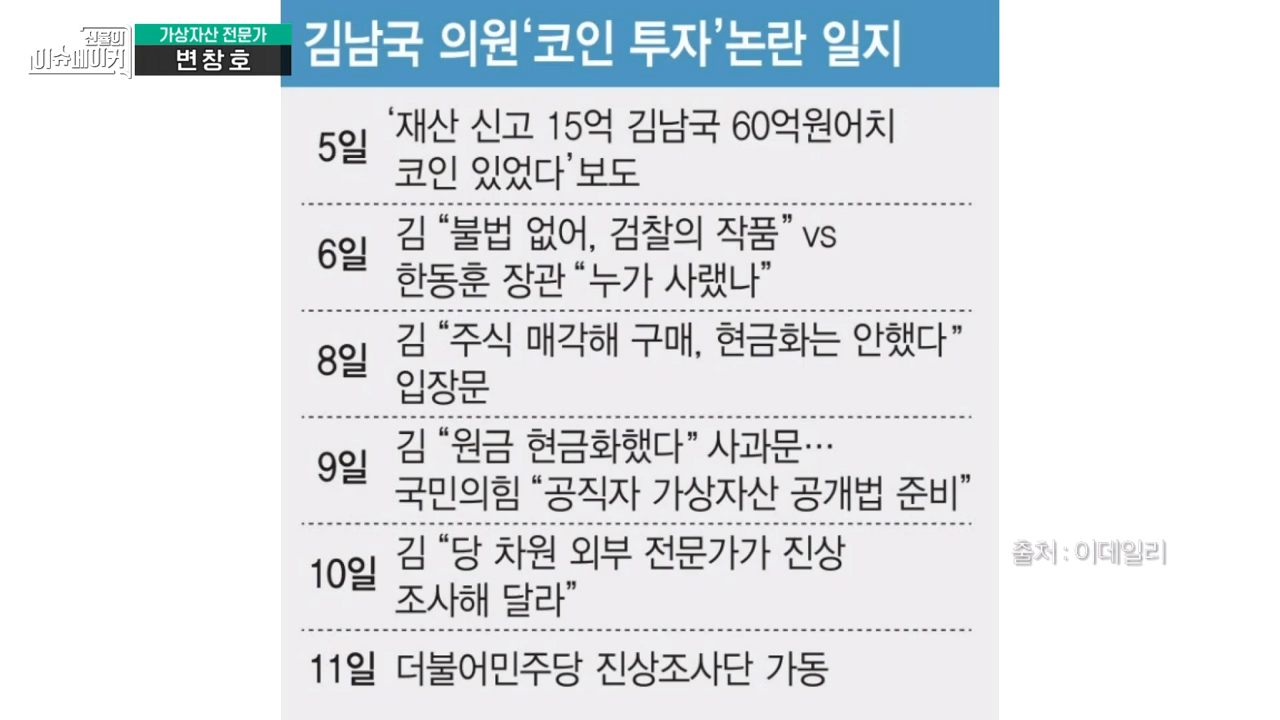 신율의
이슈메이커
가상자산 전문가
변창호
김남국 의원‘코인 투자’논란 일지
5일
‘재산 신고 15억 김남국 60억원어치
코인 있었다’보도
6일
김 “불법 없어, 검찰의 작품” vs
한동훈 장관 “누가 사랬나”
8일
김 “주식 매각해 구매, 현금화는 안했다”
입장문
9일
김 “원금 현금화했다” 사과문…
국민의힘 “공직자 가상자산 공개법 준비”
10일
김 “당 차원 외부 전문가가 진상
조사해 달라”
11일
더불어민주당 진상조사단 가동
출처 : 이데일리